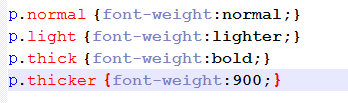 p.normal {font-weight:normal;}
p.light {font-weight:lighter;}
p.thick {font-weight:bold;}
p.thicker {font-weight:900;}